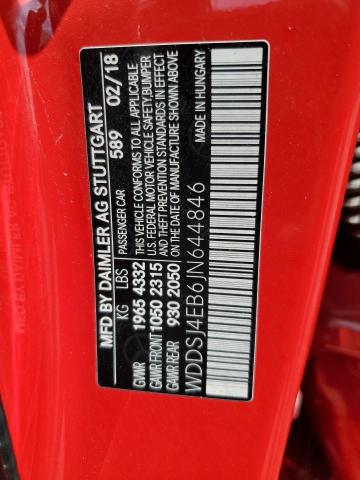 MFD BY DAIMLER AG STUTTGART
KG LBS PASSENGER CAR 589 02/18
GVWR 1965 4332 THIS VEHICLE CONFORMS TO ALL APPLICABLE
GAWR FRONT 1050 2315 U.S. FEDERAL MOTOR VEHICLE SAFETY, BUMPER
PREVENTION STANDARDS IN EFFECT
GAWR REAR 930 2050 ON THE DATE OF MANUFACTURE SHOWN ABOVE
WDDSJ4EB6JN644846 MADE IN HUNGARY